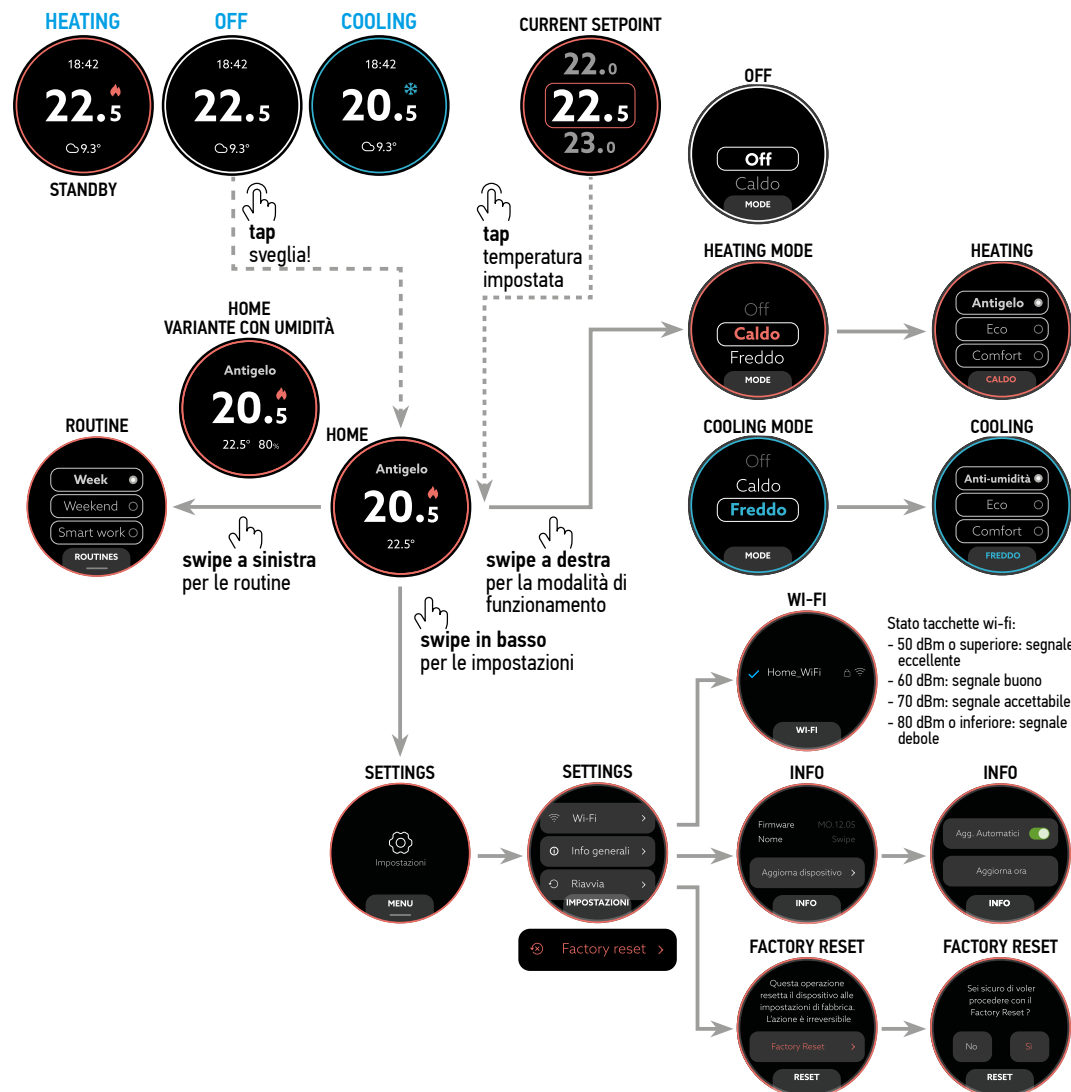 HEATING
18:42
22.5
9.3°
STANDBY
OFF
18:42
22.5
9.3°
COOLING
18:42
20.5
9.3°
tap
sveglia!
CURRENT SETPOINT
22.0
22.5
23.0
tap
temperatura
impostata
OFF
Off
Caldo
MODE
HEATING MODE
Off
Caldo
Freddo
MODE
HEATING
Antigelo
Eco
Comfort
CALDO
HOME
VARIANTE CON UMIDITÀ
Antigelo
20.5
22.5° 80%
ROUTINE
Week
Weekend
Smart work
ROUTINES
HOME
Antigelo
20.5
22.5°
COOLING MODE
Off
Caldo
Freddo
MODE
COOLING
Anti-umidità
Eco
Comfort
FREDDO
swipe a sinistra
per le routine
swipe a destra
per la modalità di
funzionamento
swipe in basso
per le impostazioni
WI-FI
Home_WiFi
WI-FI
Stato tacchette wi-fi:
- 50 dBm o superiore: segnale
eccellente
- 60 dBm: segnale buono
- 70 dBm: segnale accettabile
- 80 dBm o inferiore: segnale
debole
SETTINGS
Impostazioni
MENU
SETTINGS
Wi-Fi
Info generali
Riavvia
IMPOSTAZIONI
Factory reset
INFO
Firmware MO.12.05
Nome Swipe
Aggiorna dispositivo
INFO
INFO
Agg. Automatici
Aggiorna ora
INFO
FACTORY RESET
Questa operazione
resetta il dispositivo alle
impostazioni di fabbrica.
L'azione è irreversibile
Factory Reset
RESET
FACTORY RESET
Sei sicuro di voler
procedere con il
Factory Reset ?
No
Si
RESET